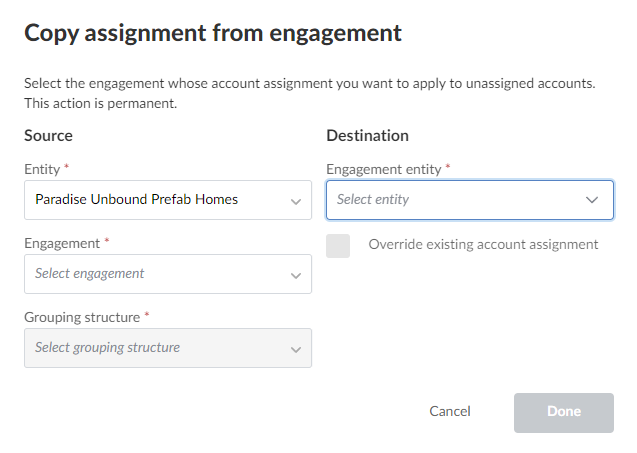 Copy assignment from engagement
Select the engagement whose account assignment you want to apply to unassigned accounts.
This action is permanent.
Source
Entity *
Paradise Unbound Prefab Homes
Engagement *
Select engagement
Grouping structure *
Select grouping structure
Destination
Engagement entity *
Select entity
Override existing account assignment
Cancel
Done